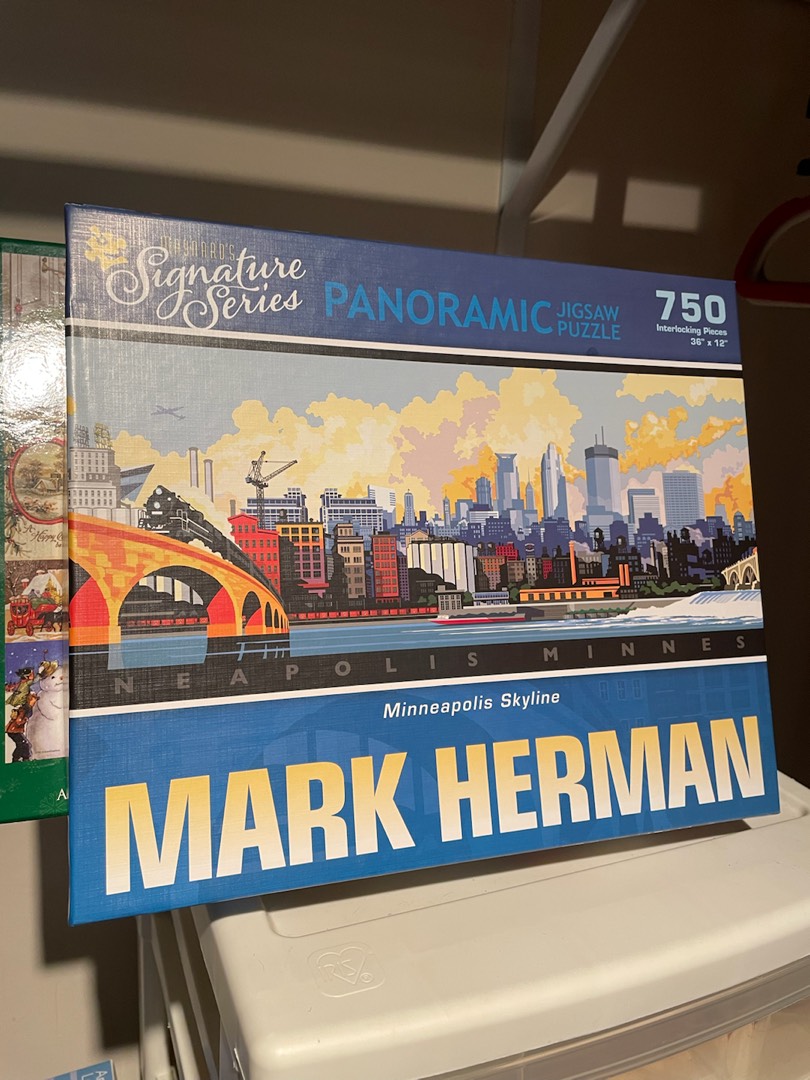 Signature
Series
PANORAMIC
JIGSAW
PUZZLE
750
Interlocking Pieces
36" x 12"
NEAPOLIS MINNES
Minneapolis Skyline
MARK HERMAN